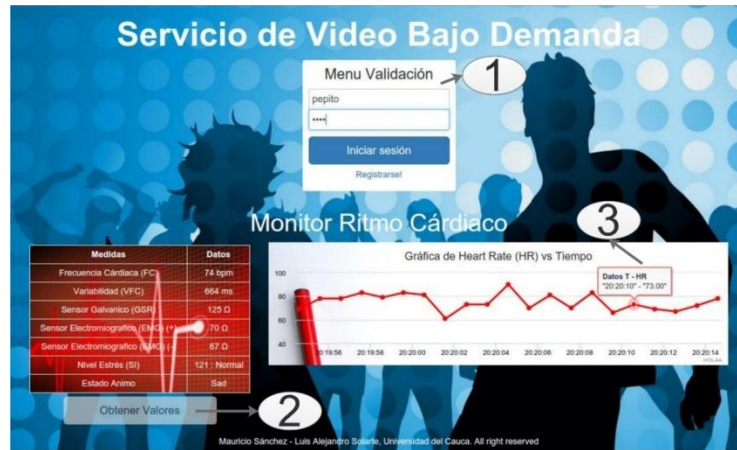 Servicio de Video Bajo Demanda
Menu Validación
1
pepito
••••
Iniciar sesión
Registrarse!
Monitor Ritmo Cárdiaco
3
Medidas Datos
Frecuencia Cárdiaca (FC) 74 bpm
Variabilidad (VFC) 664 ms
Sensor Galvanico (GSR) 125 Ω
Sensor Electromiografico (EMG) (+) 70 Ω
Sensor Electromiografico (EMG) (-) 67 Ω
Nivel Estrés (SI) 121 : Normal
Estado Animo Sad
Gráfica de Heart Rate (HR) vs Tiempo
Datos T - HR
"20:20:10" - "73.00"
100
80
60
40
20:19:56 20:19:58 20:20:00 20:20:02 20:20:04 20:20:06 20:20:08 20:20:10 20:20:12 20:20:14
HOLAA
Obtener Valores
2
Mauricio Sánchez - Luis Alejandro Solarte, Universidad del Cauca. All right reserved